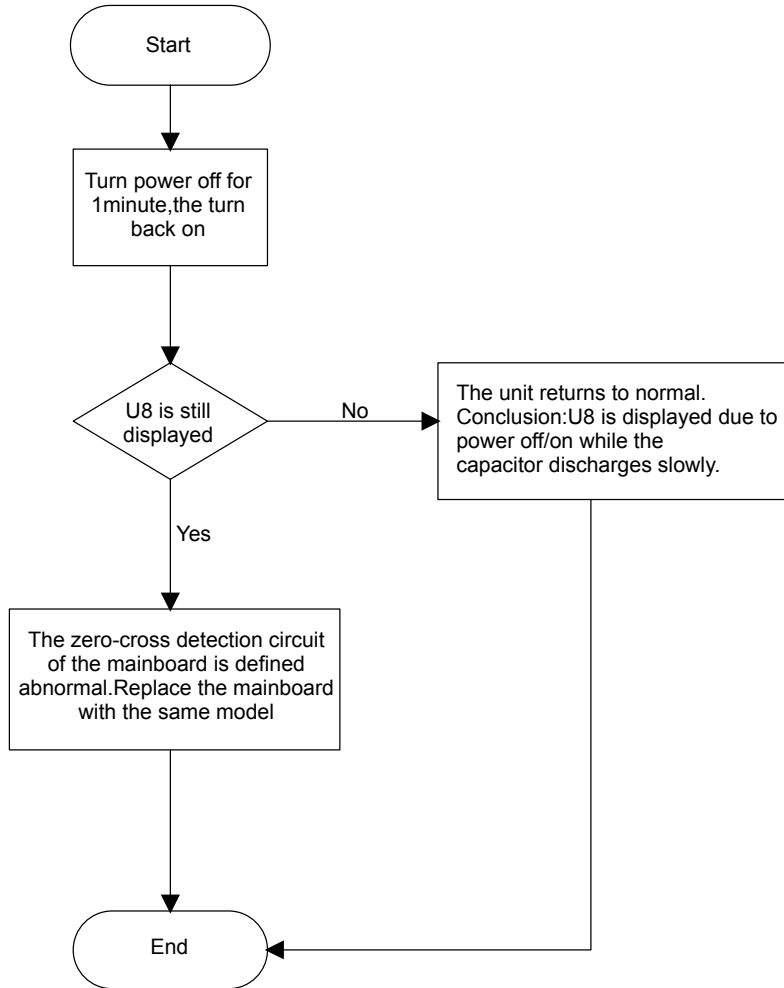 Start
Turn power off for
1minute,the turn
back on
U8 is still
displayed
No
The unit returns to normal.
Conclusion:U8 is displayed due to
power off/on while the
capacitor discharges slowly.
Yes
The zero-cross detection circuit
of the mainboard is defined
abnormal.Replace the mainboard
with the same model
End